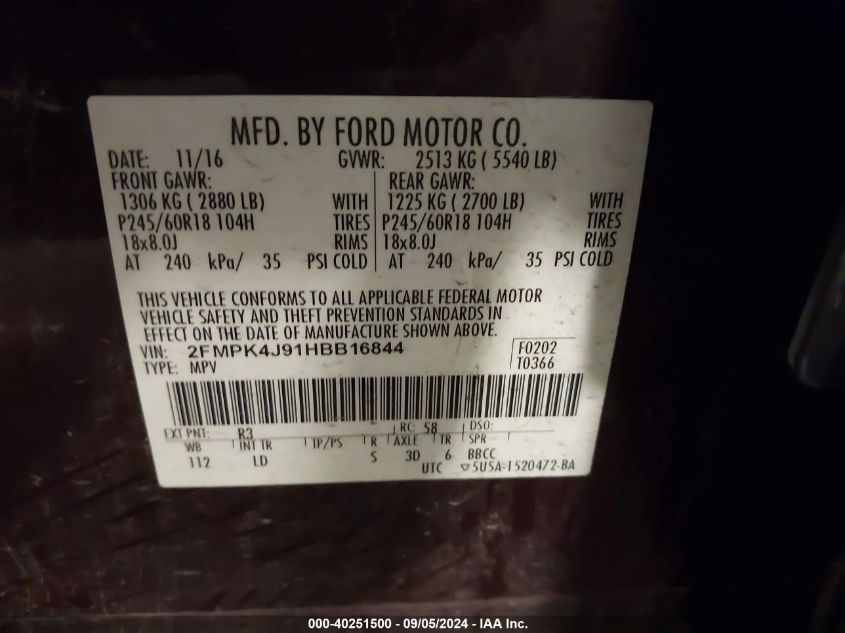 MFD. BY FORD MOTOR CO.
DATE: 11/16 GVWR: 2513 KG ( 5540 LB)
FRONT GAWR: REAR GAWR:
1306 KG ( 2880 LB) WITH 1225 KG ( 2700 LB) WITH
P245/60R18 104H TIRES P245/60R18 104H TIRES
18x8.0J RIMS 18x8.0J RIMS
AT 240 kPa/ 35 PSI COLD AT 240 kPa/ 35 PSI COLD
THIS VEHICLE CONFORMS TO ALL APPLICABLE FEDERAL MOTOR
VEHICLE SAFETY AND THEFT PREVENTION STANDARDS IN
EFFECT ON THE DATE OF MANUFACTURE SHOWN ABOVE.
VIN: 2FMPK4J91HBB16844 F0202
TYPE: MPV T0366
EXT PNT: R3 RC: 58 DSO:
WB INT TR TP/PS R AXLE TR SPR
112 LD S 3D 6 BBCC
UTC ▽5U5A-1520472-BA
000-40251500 - 09/05/2024 - IAA Inc.